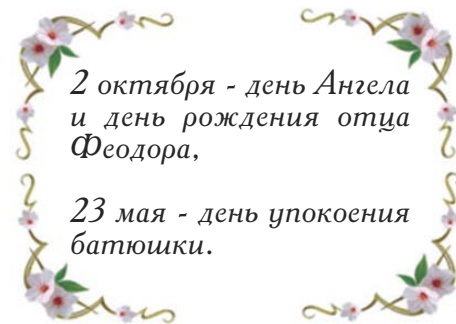 2 октября - день Ангела
и день рождения отца
Феодора,
23 мая - день упокоения
батюшки.